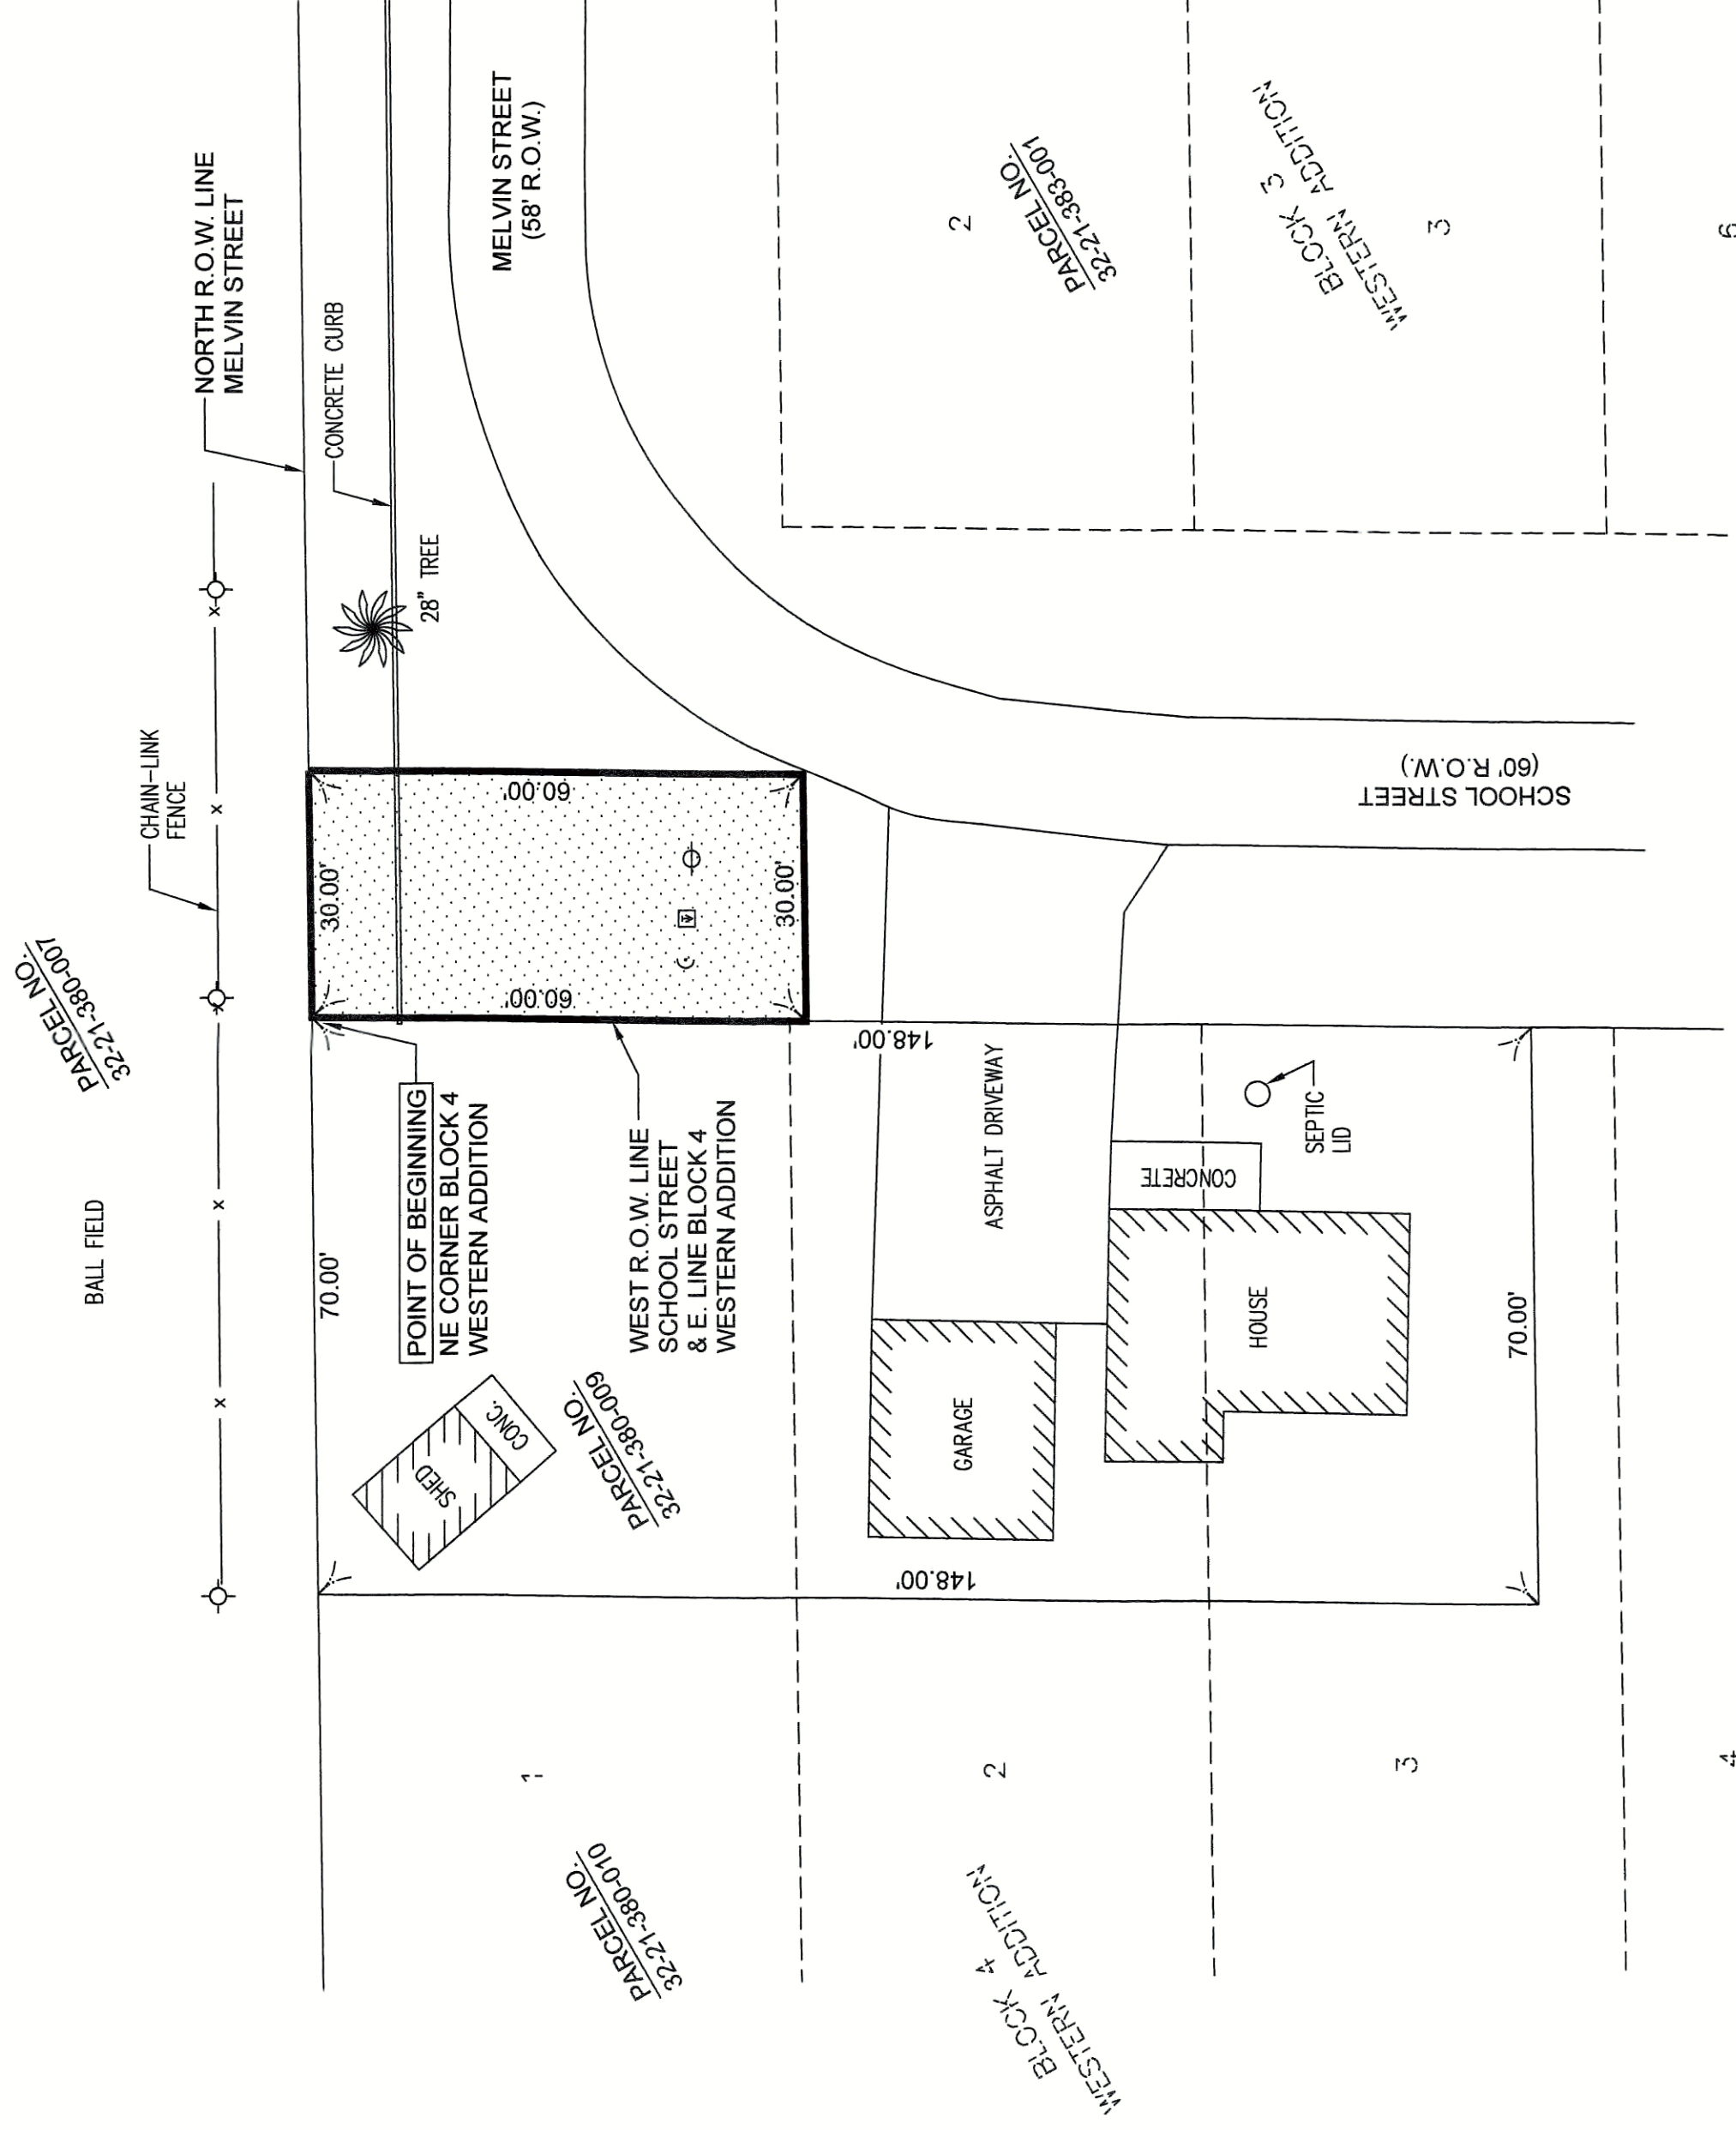 PARCEL NO.
32-21-380-007
BALL FIELD
CHAIN-LINK
FENCE
NORTH R.O.W. LINE
MELVIN STREET
CONCRETE CURB
28" TREE
MELVIN STREET
(58' R.O.W.)
70.00'
30.00'
60.00'
60.00'
30.00'
POINT OF BEGINNING
NE CORNER BLOCK 4
WESTERN ADDITION
WEST R.O.W. LINE
SCHOOL STREET
& E. LINE BLOCK 4
WESTERN ADDITION
SHED
CONC.
PARCEL NO.
32-21-380-009
PARCEL NO.
32-21-380-010
1
148.00'
148.00'
GARAGE
ASPHALT DRIVEWAY
CONCRETE
HOUSE
SEPTIC
LID
70.00'
2
BLOCK 4
WESTERN ADDITION
3
4
SCHOOL STREET
(60' R.O.W.)
2
PARCEL NO.
32-21-383-001
BLOCK 3
WESTERN ADDITION
3
6